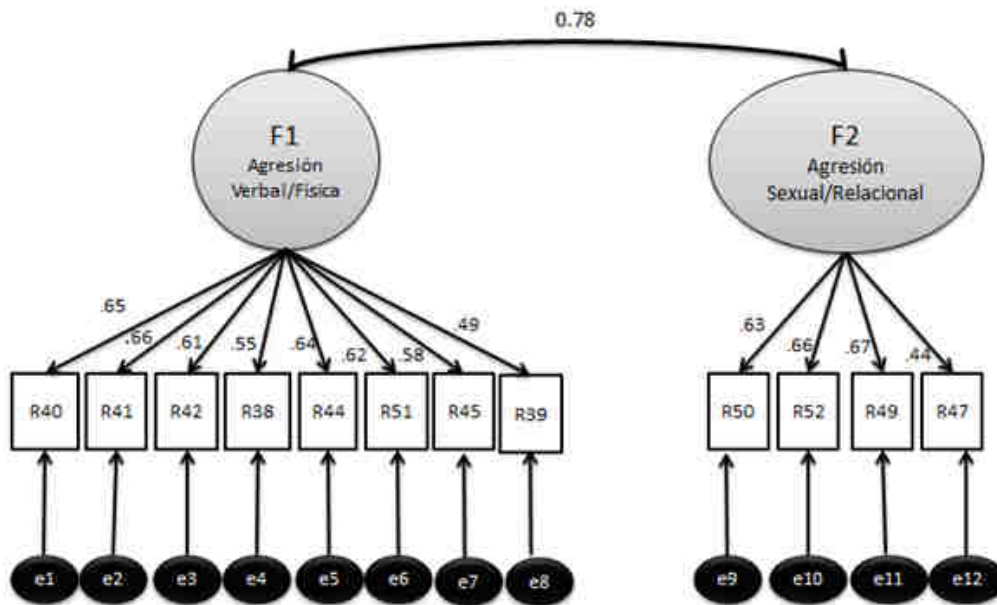 0.78
F1
Agresión
Verbal/Física
F2
Agresión
Sexual/Relacional
.65
.66
.61
.55
.64
.62
.58
.49
.63
.66
.67
.44
R40
R41
R42
R38
R44
R51
R45
R39
R50
R52
R49
R47
e1
e2
e3
e4
e5
e6
e7
e8
e9
e10
e11
e12